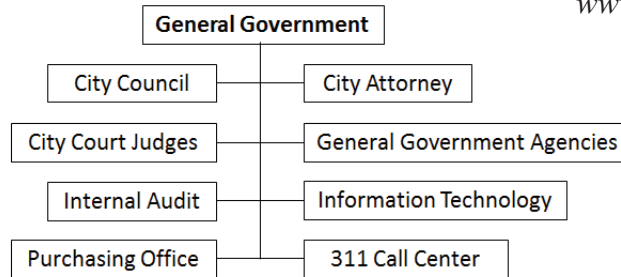 General Government
City Council
City Attorney
City Court Judges
General Government Agencies
Internal Audit
Information Technology
Purchasing Office
311 Call Center